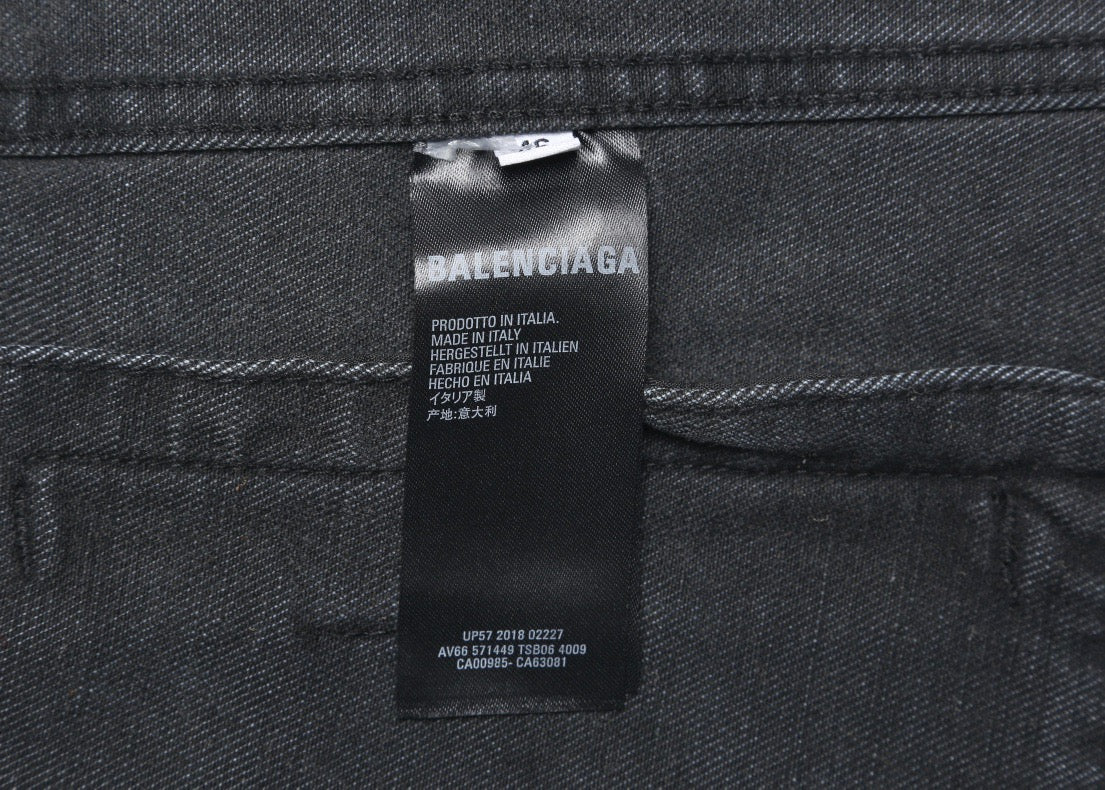 BALENCIAGA
PRODOTTO IN ITALIA.
MADE IN ITALY
HERGESTELLT IN ITALIEN
FABRIQUE EN ITALIE
HECHO EN ITALIA
イタリア製
产地:意大利
UP57 2018 02227
AV66 571449 TSB06 4009
CA00985- CA63081